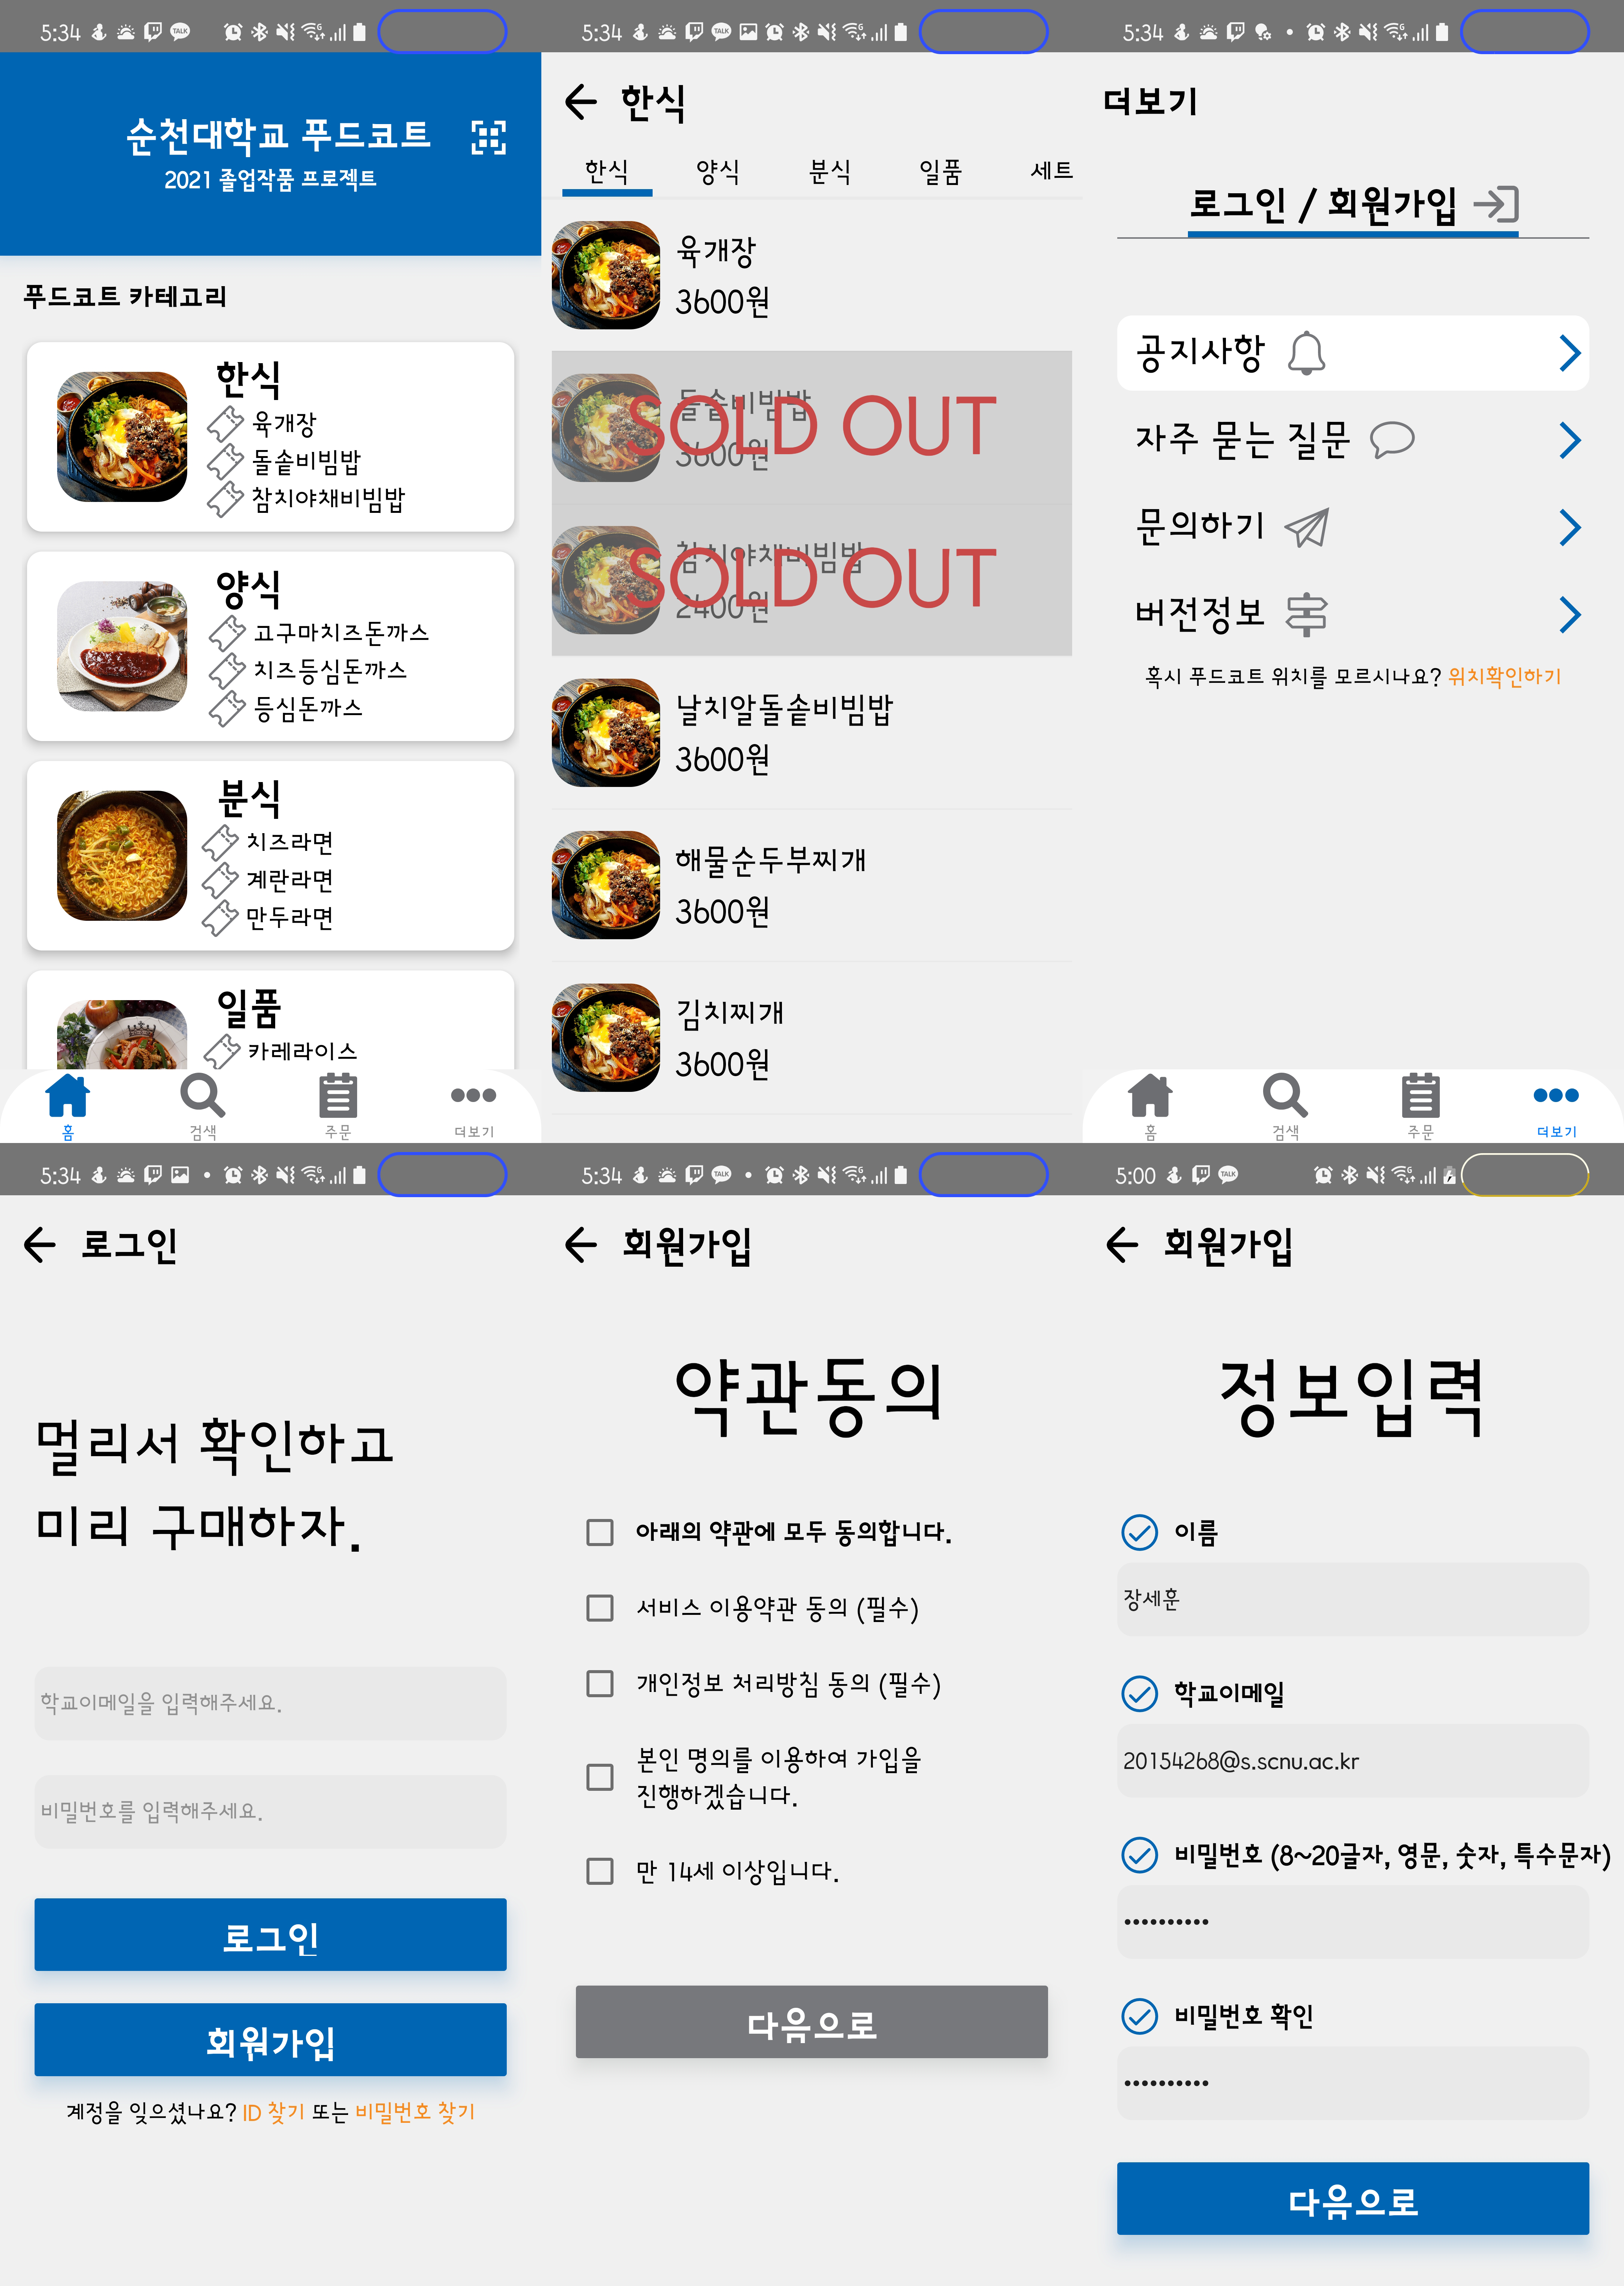 5:34
순천대학교 푸드코트
2021 졸업작품 프로젝트
푸드코트 카테고리
한식
육개장
돌솥비빔밥
참치야채비빔밥
양식
고구마치즈돈까스
치즈등심돈까스
등심돈까스
분식
치즈라면
계란라면
만두라면
일품
카레라이스
홈
검색
주문
더보기
5:34
한식
한식 양식 분식 일품 세트
육개장
3600원
돌솥비빔밥
SOLD OUT
3600원
참치야채비빔밥
SOLD OUT
2400원
날치알돌솥비빔밥
3600원
해물순두부찌개
3600원
김치찌개
3600원
5:34
더보기
로그인 / 회원가입
공지사항
자주 묻는 질문
문의하기
버전정보
혹시 푸드코트 위치를 모르시나요? 위치확인하기
홈
검색
주문
더보기
5:34
로그인
멀리서 확인하고
미리 구매하자.
학교이메일을 입력해주세요.
비밀번호를 입력해주세요.
로그인
회원가입
계정을 잊으셨나요? ID 찾기 또는 비밀번호 찾기
5:34
회원가입
약관동의
아래의 약관에 모두 동의합니다.
서비스 이용약관 동의 (필수)
개인정보 처리방침 동의 (필수)
본인 명의를 이용하여 가입을
진행하겠습니다.
만 14세 이상입니다.
다음으로
5:00
회원가입
정보입력
이름
장세훈
학교이메일
20154268@s.scnu.ac.kr
비밀번호 (8~20글자, 영문, 숫자, 특수문자)
••••••••••
비밀번호 확인
••••••••••
다음으로